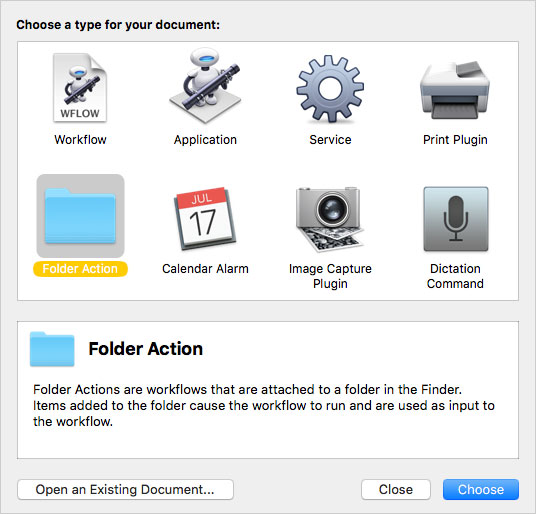 Choose a type for your document:
WFLOW
Workflow
Application
Service
Print Plugin
Folder Action
JUL
17
Calendar Alarm
Image Capture
Plugin
Dictation
Command
Folder Action
Folder Actions are workflows that are attached to a folder in the Finder.
Items added to the folder cause the workflow to run and are used as input to
the workflow.
Open an Existing Document...
Close
Choose